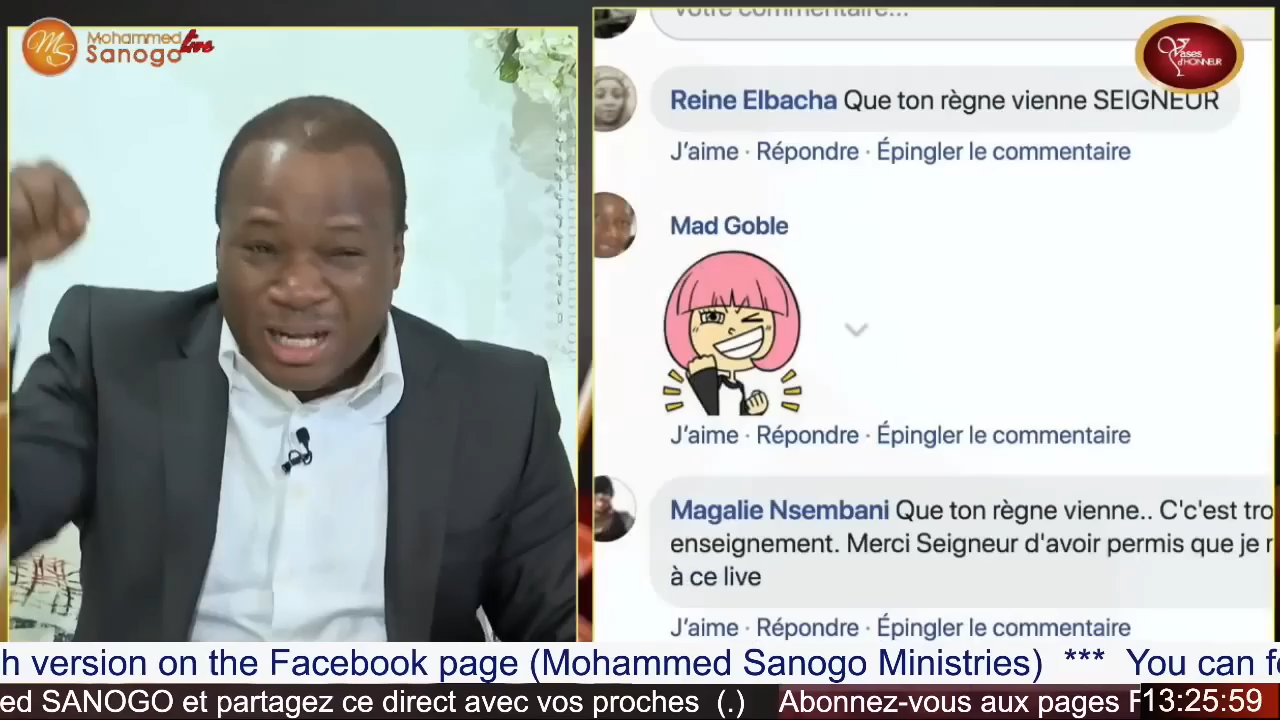 Mohammed
Sanogo
Live
Votre commentaire...
Vases
d'HONNEUR
Reine Elbacha Que ton règne vienne SEIGNEUR
J'aime · Répondre · Épingler le commentaire
Mad Goble
J'aime · Répondre · Épingler le commentaire
Magalie Nsembani Que ton règne vienne.. C'c'est tro
enseignement. Merci Seigneur d'avoir permis que je
à ce live
J'aime · Répondre · Épingler le commentaire
h version on the Facebook page (Mohammed Sanogo Ministries) *** You can f
ed SANOGO et partagez ce direct avec vos proches (.) Abonnez-vous aux pages F
13:25:59